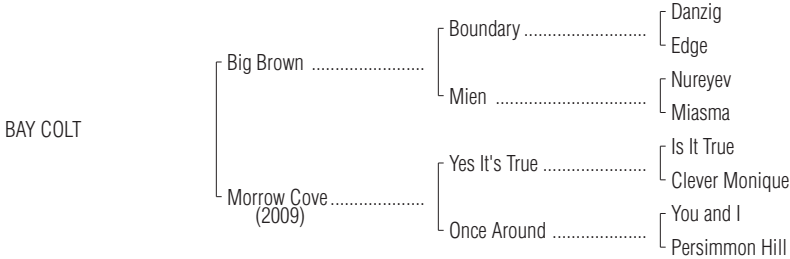 Danzig
Boundary ..........................
Edge
Big Brown ........................
Nureyev
Mien ................................
Miasma
BAY COLT
Is It True
Yes It's True ......................
Clever Monique
Morrow Cove....................
(2009)
You and I
Once Around ....................
Persimmon Hill